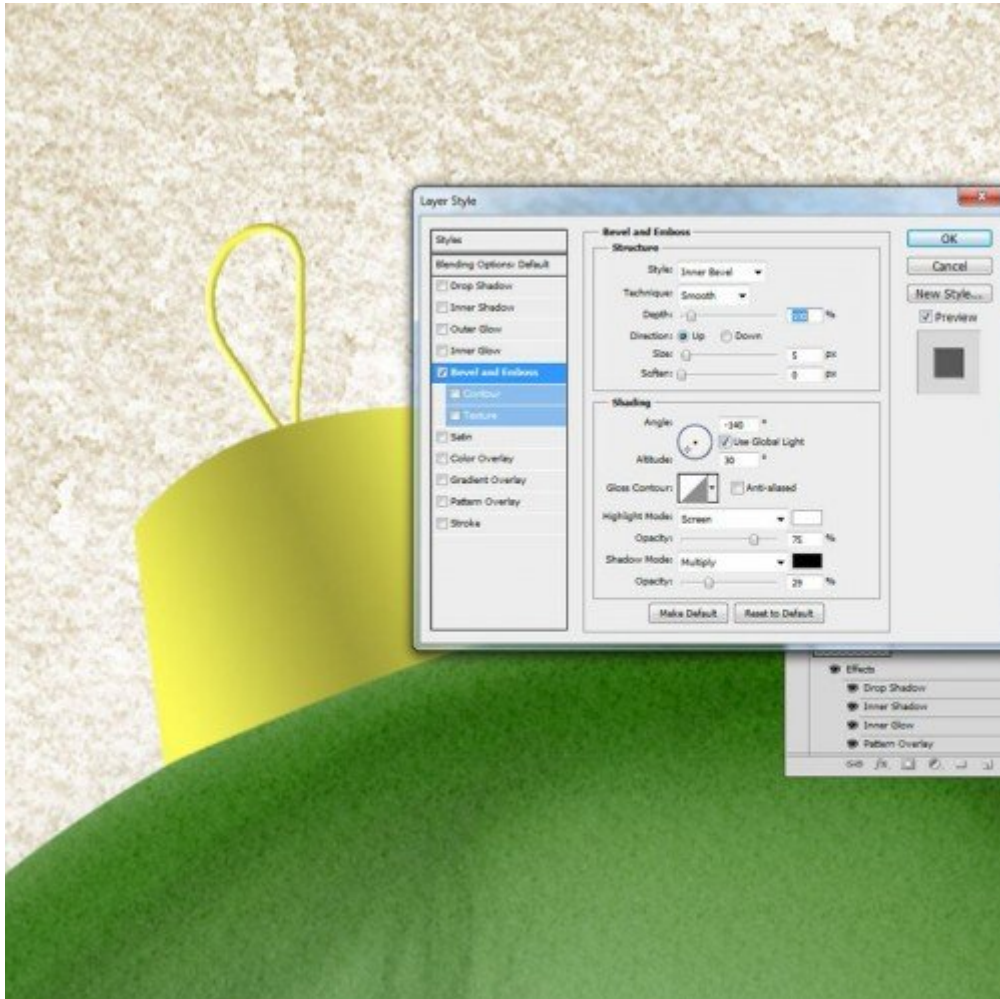 Layer Style
Styles
Blending Options: Default
Drop Shadow
Inner Shadow
Outer Glow
Inner Glow
Bevel and Emboss
Contour
Texture
Satin
Color Overlay
Gradient Overlay
Pattern Overlay
Stroke
Bevel and Emboss
Structure
Style: Inner Bevel
Technique: Smooth
Depth: %
Direction: Up Down
Size: 5 px
Soften: 0 px
Shading
Angle: -140 °
Use Global Light
Altitude: 30 °
Gloss Contour: Anti-aliased
Highlight Mode: Screen
Opacity: 75 %
Shadow Mode: Multiply
Opacity: 29 %
Make Default Reset to Default
OK
Cancel
New Style...
Preview
Effects
Drop Shadow
Inner Shadow
Inner Glow
Pattern Overlay
fx